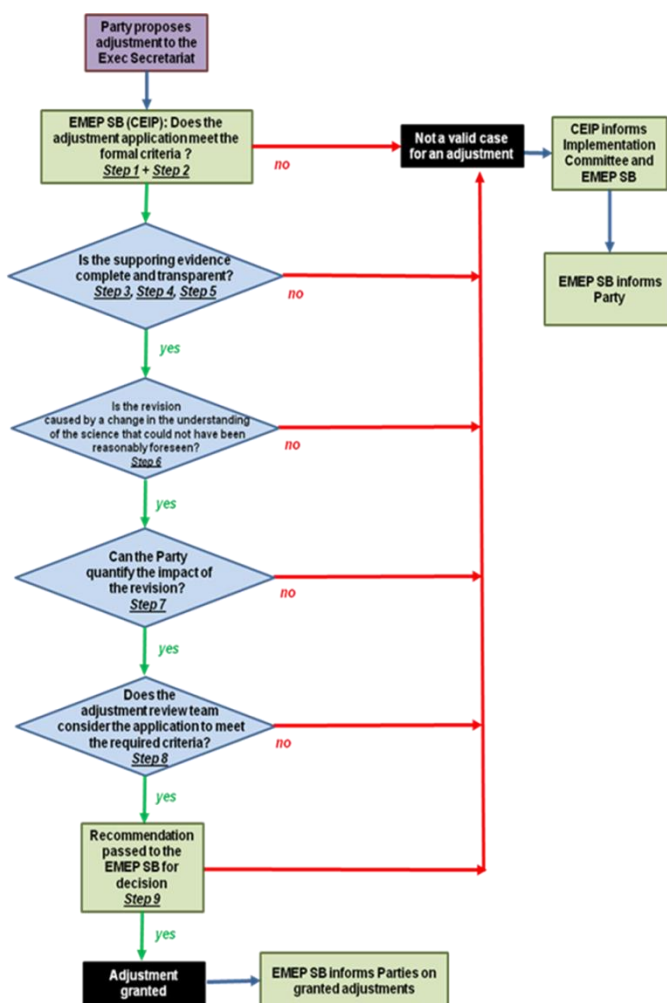 Party proposes
adjustment to the
Exec Secretariat
EMEP SB (CEIP): Does the
adjustment application meet the
formal criteria ?
Step 1 + Step 2
no
Not a valid case
for an adjustment
CEIP informs
Implementation
Committee and
EMEP SB
EMEP SB informs
Party
Is the supporing evidence
complete and transparent?
Step 3, Step 4, Step 5
no
yes
Is the revision
caused by a change in the understanding
of the science that could not have been
reasonably foreseen?
Step 6
no
yes
Can the Party
quantify the impact of
the revision?
Step 7
no
yes
Does the
adjustment review team
consider the application to meet
the required criteria?
Step 8
no
yes
Recommendation
passed to the
EMEP SB for
decision
Step 9
yes
Adjustment
granted
EMEP SB informs Parties on
granted adjustments